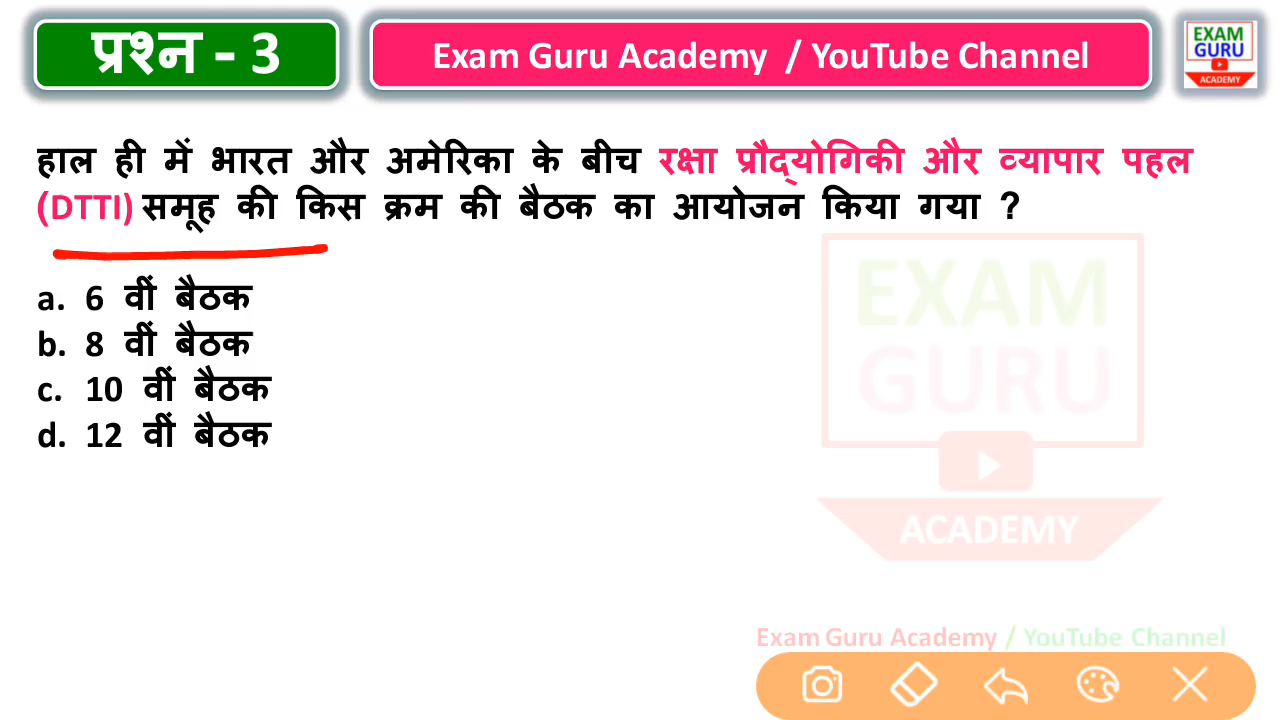 प्रश्न - 3
Exam Guru Academy / YouTube Channel
EXAM
GURU
ACADEMY
हाल ही में भारत और अमेरिका के बीच रक्षा प्रौद्योगिकी और व्यापार पहल
(DTTI) समूह की किस क्रम की बैठक का आयोजन किया गया ?
a. 6 वीं बैठक
b. 8 वीं बैठक
c. 10 वीं बैठक
d. 12 वीं बैठक
EXAM
GURU
ACADEMY
Exam Guru Academy / YouTube Channel